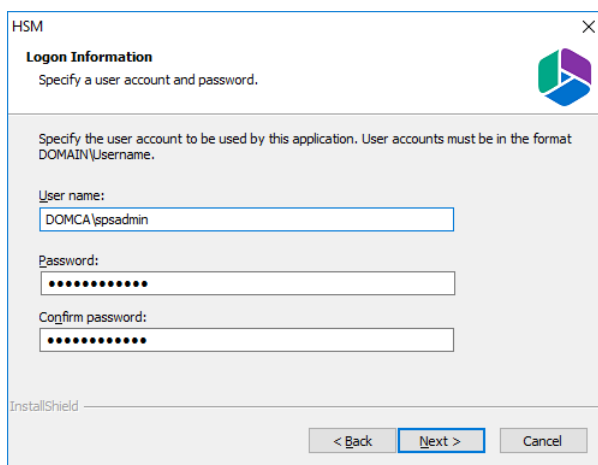 HSM
Logon Information
Specify a user account and password.
Specify the user account to be used by this application. User accounts must be in the format
DOMAIN\Username.
User name:
DOMCA\spsadmin
Password:
●●●●●●●●●●●●
Confirm password:
●●●●●●●●●●●●
InstallShield
< Back Next > Cancel